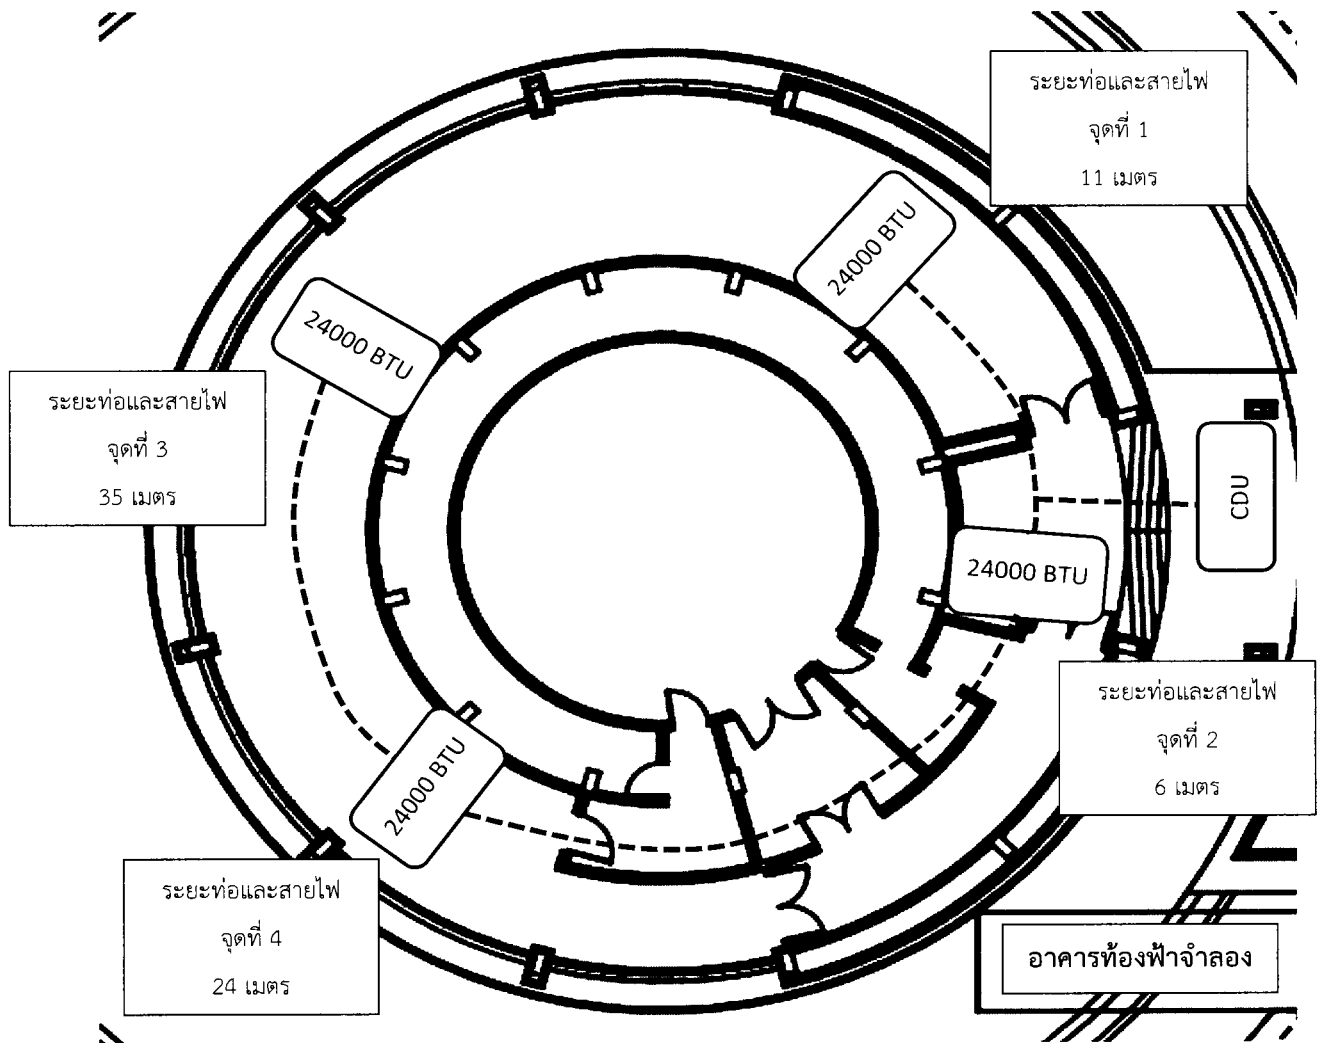 ระยะท่อและสายไฟ
จุดที่ 1
11 เมตร
24000 BTU
24000 BTU
ระยะท่อและสายไฟ
จุดที่ 3
35 เมตร
CDU
24000 BTU
ระยะท่อและสายไฟ
จุดที่ 2
6 เมตร
24000 BTU
ระยะท่อและสายไฟ
จุดที่ 4
24 เมตร
อาคารท้องฟ้าจำลอง